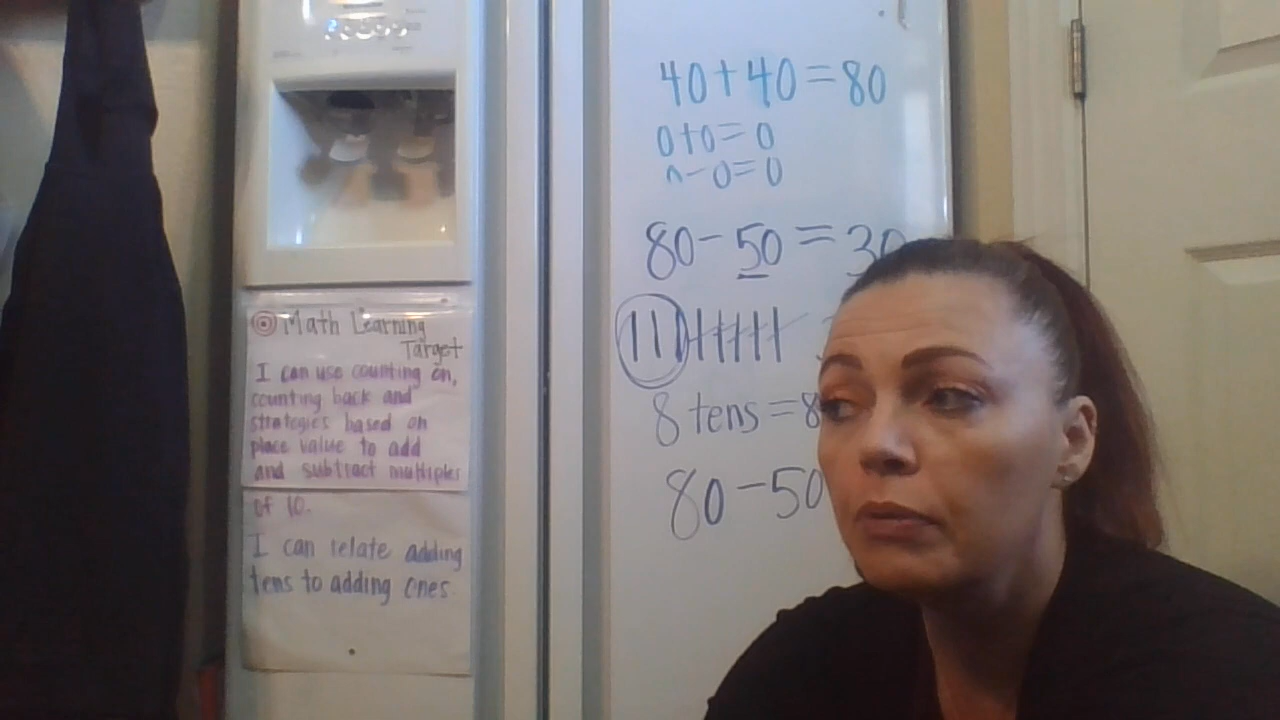 Math Learning
Target
I can use counting on,
counting back and
strategies based on
place value to add
and subtract multiples
of 10.
I can relate adding
tens to adding ones.
40+40=80
0+0=0
0-0=0
80-50=30
8 tens=8
80-50